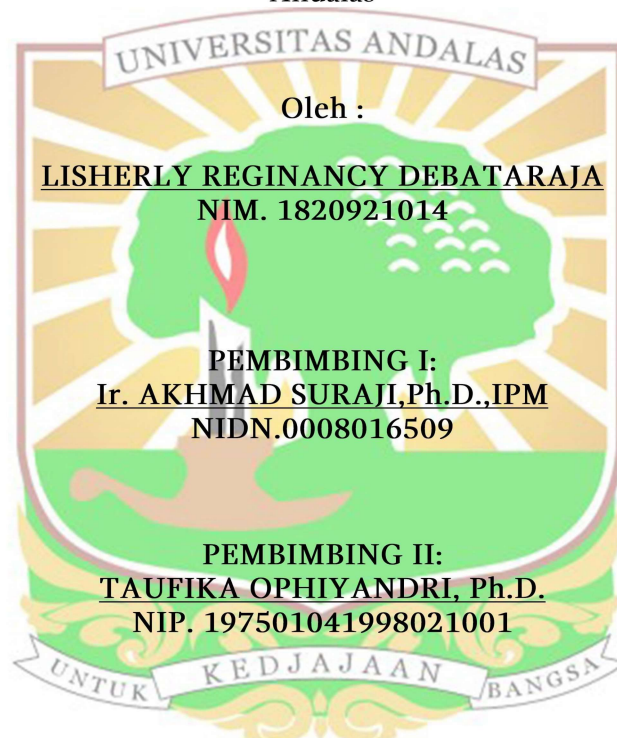 Andalas
UNIVERSITAS ANDALAS
Oleh :
LISHERLY REGINANCY DEBATARAJA
NIM. 1820921014
PEMBIMBING I:
Ir. AKHMAD SURAJI,Ph.D.,IPM
NIDN.0008016509
PEMBIMBING II:
TAUFIKA OPHIYANDRI, Ph.D.
NIP. 197501041998021001
UNTUK KEDJAJAAN BANGSA